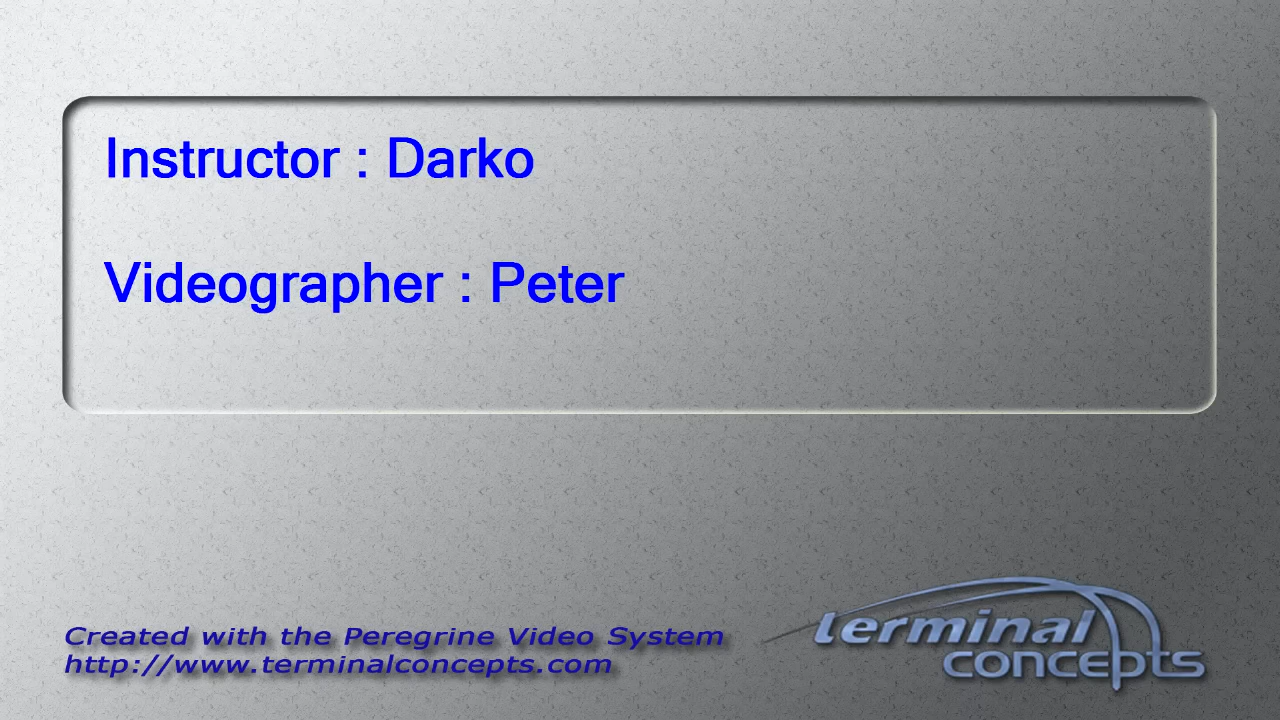 Instructor : Darko
Videographer : Peter
Created with the Peregrine Video System
http://www.terminalconcepts.com
terminal
concepts